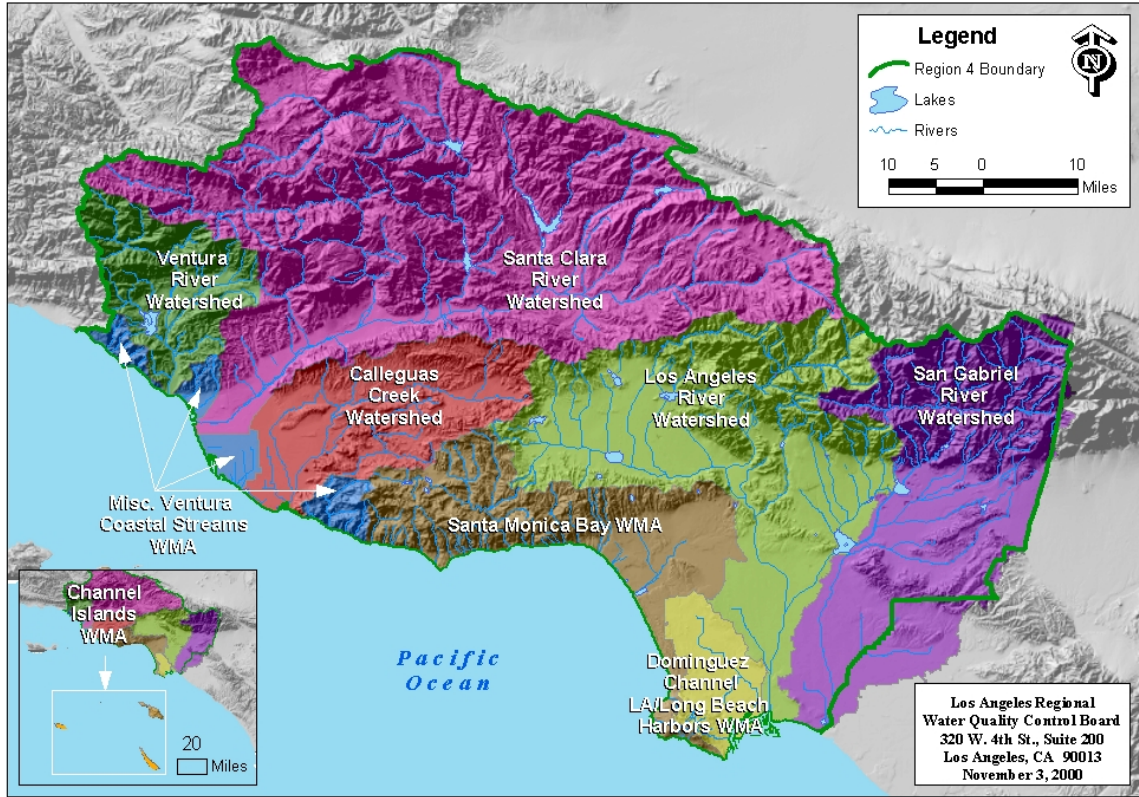 Legend
N
Region 4 Boundary
Lakes
Rivers
10 5 0 10
Miles
Ventura
River
Watershed
Santa Clara
River
Watershed
Calleguas
Creek
Watershed
Los Angeles
River
Watershed
San Gabriel
River
Watershed
Misc. Ventura
Coastal Streams
WMA
Santa Monica Bay WMA
Channel
Islands
WMA
20
Miles
Pacific
Ocean
Dominguez
Channel
LA/Long Beach
Harbors WMA
Los Angeles Regional
Water Quality Control Board
320 W. 4th St., Suite 200
Los Angeles, CA 90013
November 3, 2000